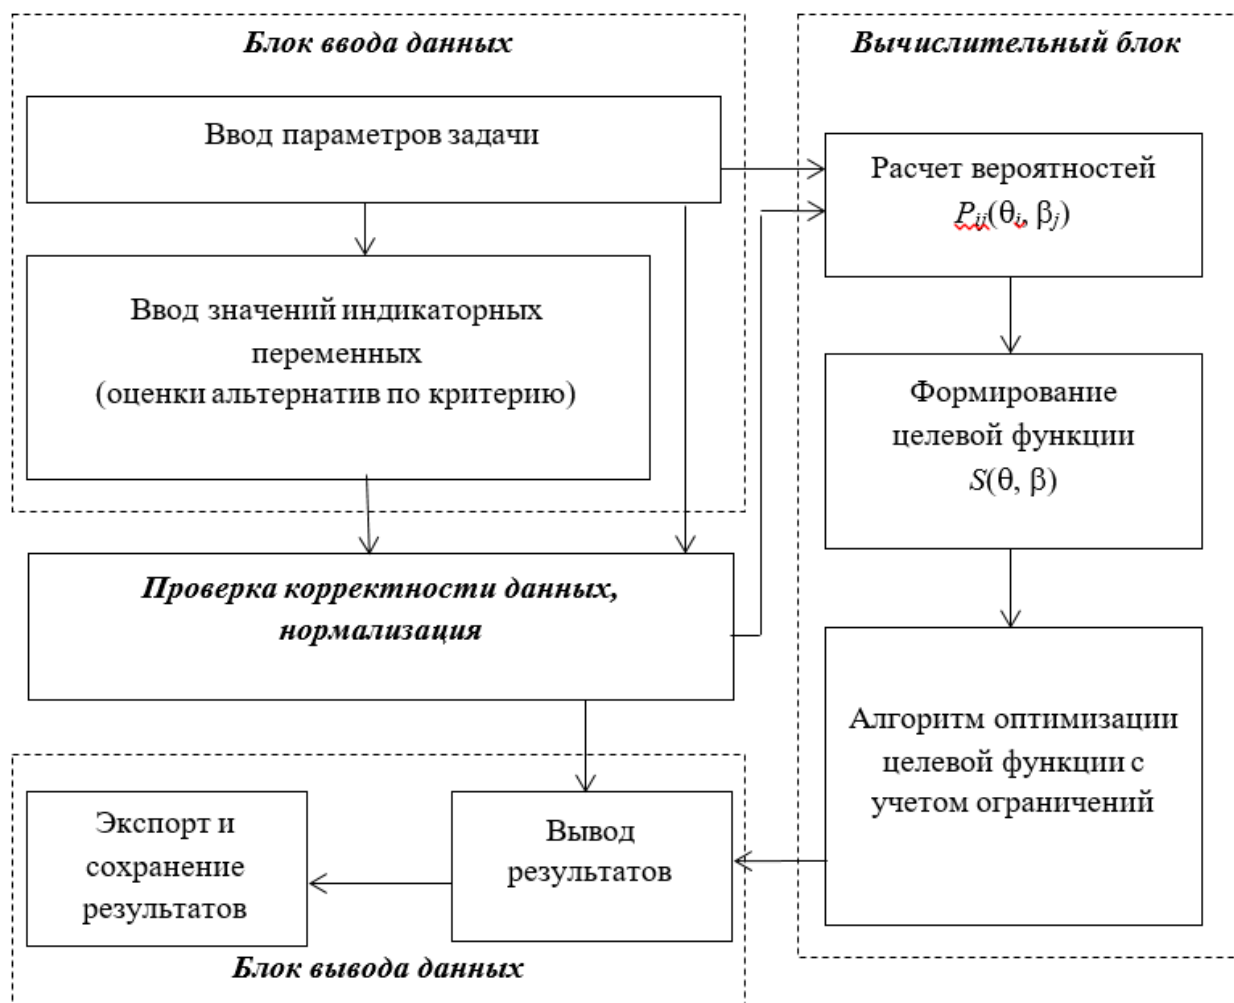 Блок ввода данных
Ввод параметров задачи
Ввод значений индикаторных
переменных
(оценки альтернатив по критерию)
Проверка корректности данных,
нормализация
Вычислительный блок
Расчет вероятностей
Pij(θi, βj)
Формирование
целевой функции
S(θ, β)
Алгоритм оптимизации
целевой функции с
учетом ограничений
Вывод
результатов
Экспорт и
сохранение
результатов
Блок вывода данных